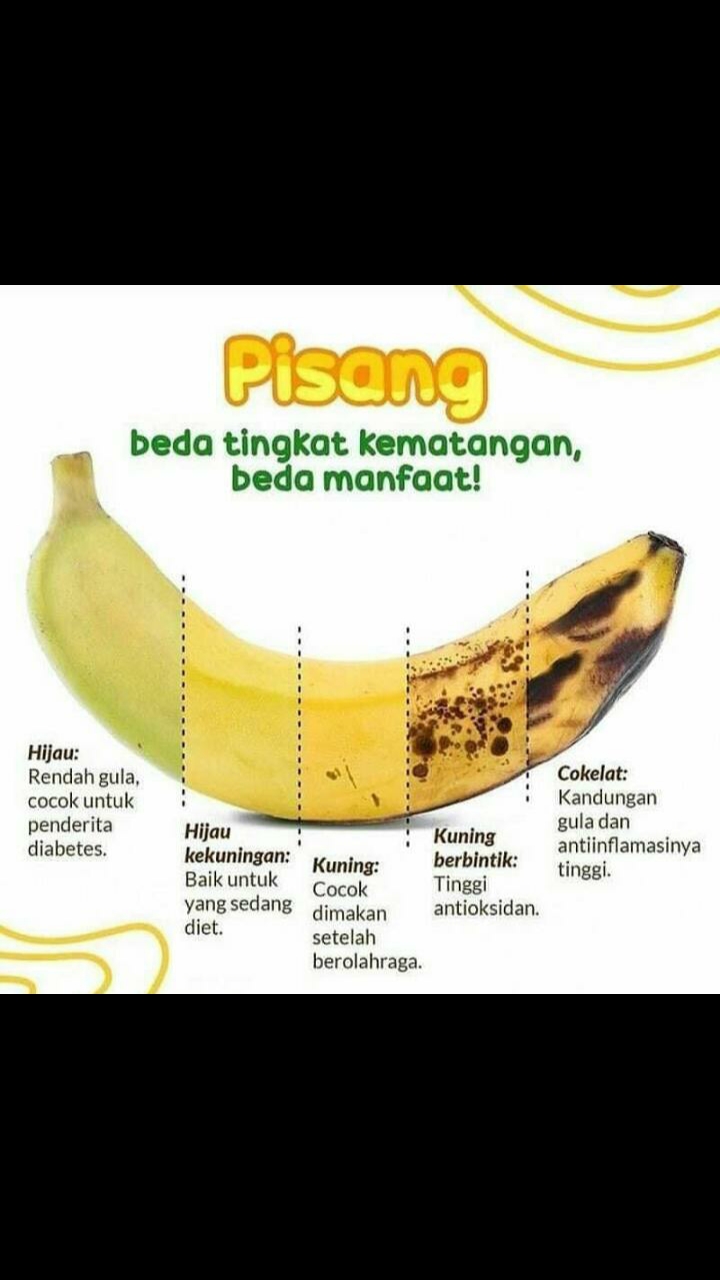 Pisang
beda tingkat kematangan,
beda manfaat!
Hijau:
Rendah gula,
cocok untuk
penderita
diabetes.
Hijau
kekuningan:
Baik untuk
yang sedang
diet.
Kuning:
Cocok
dimakan
setelah
berolahraga.
Kuning
berbintik:
Tinggi
antioksidan.
Cokelat:
Kandungan
gula dan
antiinflamasinya
tinggi.